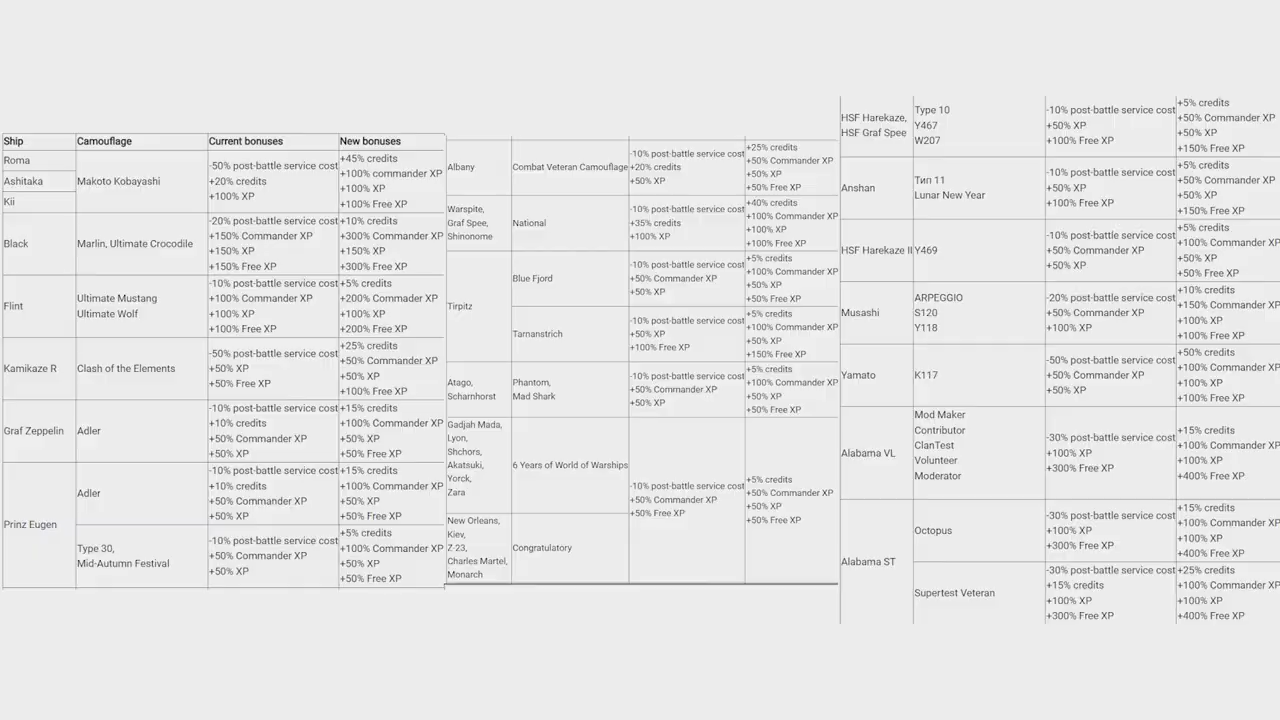 Ship Camouflage Current bonuses New bonuses
Roma
Ashitaka
Kii
Makoto Kobayashi
-50% post-battle service cost
+20% credits
+100% XP
+45% credits
+100% commander XP
+100% XP
+100% Free XP
Black
Marlin, Ultimate Crocodile
-20% post-battle service cost
+150% Commander XP
+150% XP
+150% Free XP
+10% credits
+300% Commander XP
+150% XP
+300% Free XP
Flint
Ultimate Mustang
Ultimate Wolf
-10% post-battle service cost
+100% Commander XP
+100% XP
+100% Free XP
+5% credits
+200% Commader XP
+100% XP
+200% Free XP
Kamikaze R
Clash of the Elements
-50% post-battle service cost
+50% XP
+50% Free XP
+25% credits
+50% Commander XP
+50% XP
+100% Free XP
Graf Zeppelin
Adler
-10% post-battle service cost
+10% credits
+50% Commander XP
+50% XP
+15% credits
+100% Commander XP
+50% XP
+50% Free XP
Prinz Eugen
Adler
-10% post-battle service cost
+10% credits
+50% Commander XP
+50% XP
+15% credits
+100% Commander XP
+50% XP
+50% Free XP
Type 30,
Mid-Autumn Festival
-10% post-battle service cost
+50% Commander XP
+50% XP
+5% credits
+100% Commander XP
+50% XP
+50% Free XP
Albany
Combat Veteran Camouflage
-10% post-battle service cost
+20% credits
+50% XP
+25% credits
+50% Commander XP
+50% XP
+50% Free XP
Warspite,
Graf Spee,
Shinonome
National
-10% post-battle service cost
+35% credits
+100% XP
+40% credits
+100% Commander XP
+100% XP
+100% Free XP
Tirpitz
Blue Fjord
-10% post-battle service cost
+50% Commander XP
+50% XP
+5% credits
+100% Commander XP
+50% XP
+50% Free XP
Tarnanstrich
-10% post-battle service cost
+50% XP
+100% Free XP
+5% credits
+100% Commander XP
+50% XP
+150% Free XP
Atago,
Scharnhorst
Phantom,
Mad Shark
-10% post-battle service cost
+50% Commander XP
+50% XP
+5% credits
+100% Commander XP
+50% XP
+50% Free XP
Gadjah Mada,
Lyon,
Shchors,
Akatsuki,
Yorck,
Zara
6 Years of World of Warships
-10% post-battle service cost
+50% Commander XP
+50% Free XP
+5% credits
+50% Commander XP
+50% XP
+50% Free XP
New Orleans,
Kiev,
Z-23,
Charles Martel,
Monarch
Congratulatory
HSF Harekaze,
HSF Graf Spee
Type 10
Y467
W207
-10% post-battle service cost
+50% XP
+100% Free XP
+5% credits
+50% Commander XP
+50% XP
+150% Free XP
Anshan
Тип 11
Lunar New Year
-10% post-battle service cost
+50% XP
+100% Free XP
+5% credits
+50% Commander XP
+50% XP
+150% Free XP
HSF Harekaze II
Y469
-10% post-battle service cost
+50% Commander XP
+50% XP
+5% credits
+100% Commander XP
+50% XP
+50% Free XP
Musashi
ARPEGGIO
S120
Y118
-20% post-battle service cost
+50% Commander XP
+100% XP
+10% credits
+150% Commander XP
+100% XP
+100% Free XP
Yamato
K117
-50% post-battle service cost
+50% Commander XP
+50% XP
+50% credits
+100% Commander XP
+100% XP
+100% Free XP
Alabama VL
Mod Maker
Contributor
ClanTest
Volunteer
Moderator
-30% post-battle service cost
+100% XP
+300% Free XP
+15% credits
+100% Commander XP
+100% XP
+400% Free XP
Alabama ST
Octopus
-30% post-battle service cost
+100% XP
+300% Free XP
+15% credits
+100% Commander XP
+100% XP
+400% Free XP
Supertest Veteran
-30% post-battle service cost
+15% credits
+100% XP
+300% Free XP
+25% credits
+100% Commander XP
+100% XP
+400% Free XP